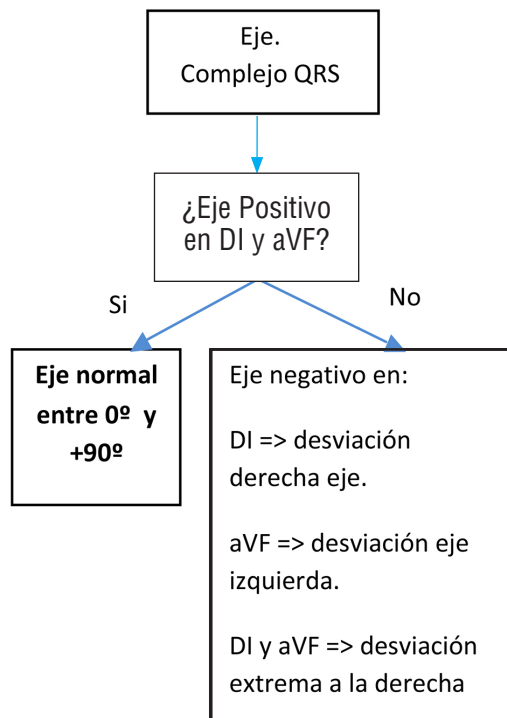 Eje.
Complejo QRS
¿Eje Positivo
en DI y aVF?
Si
No
Eje normal
entre 0º y
+90º
Eje negativo en:
DI => desviación
derecha eje.
aVF => desviación eje
izquierda.
DI y aVF => desviación
extrema a la derecha